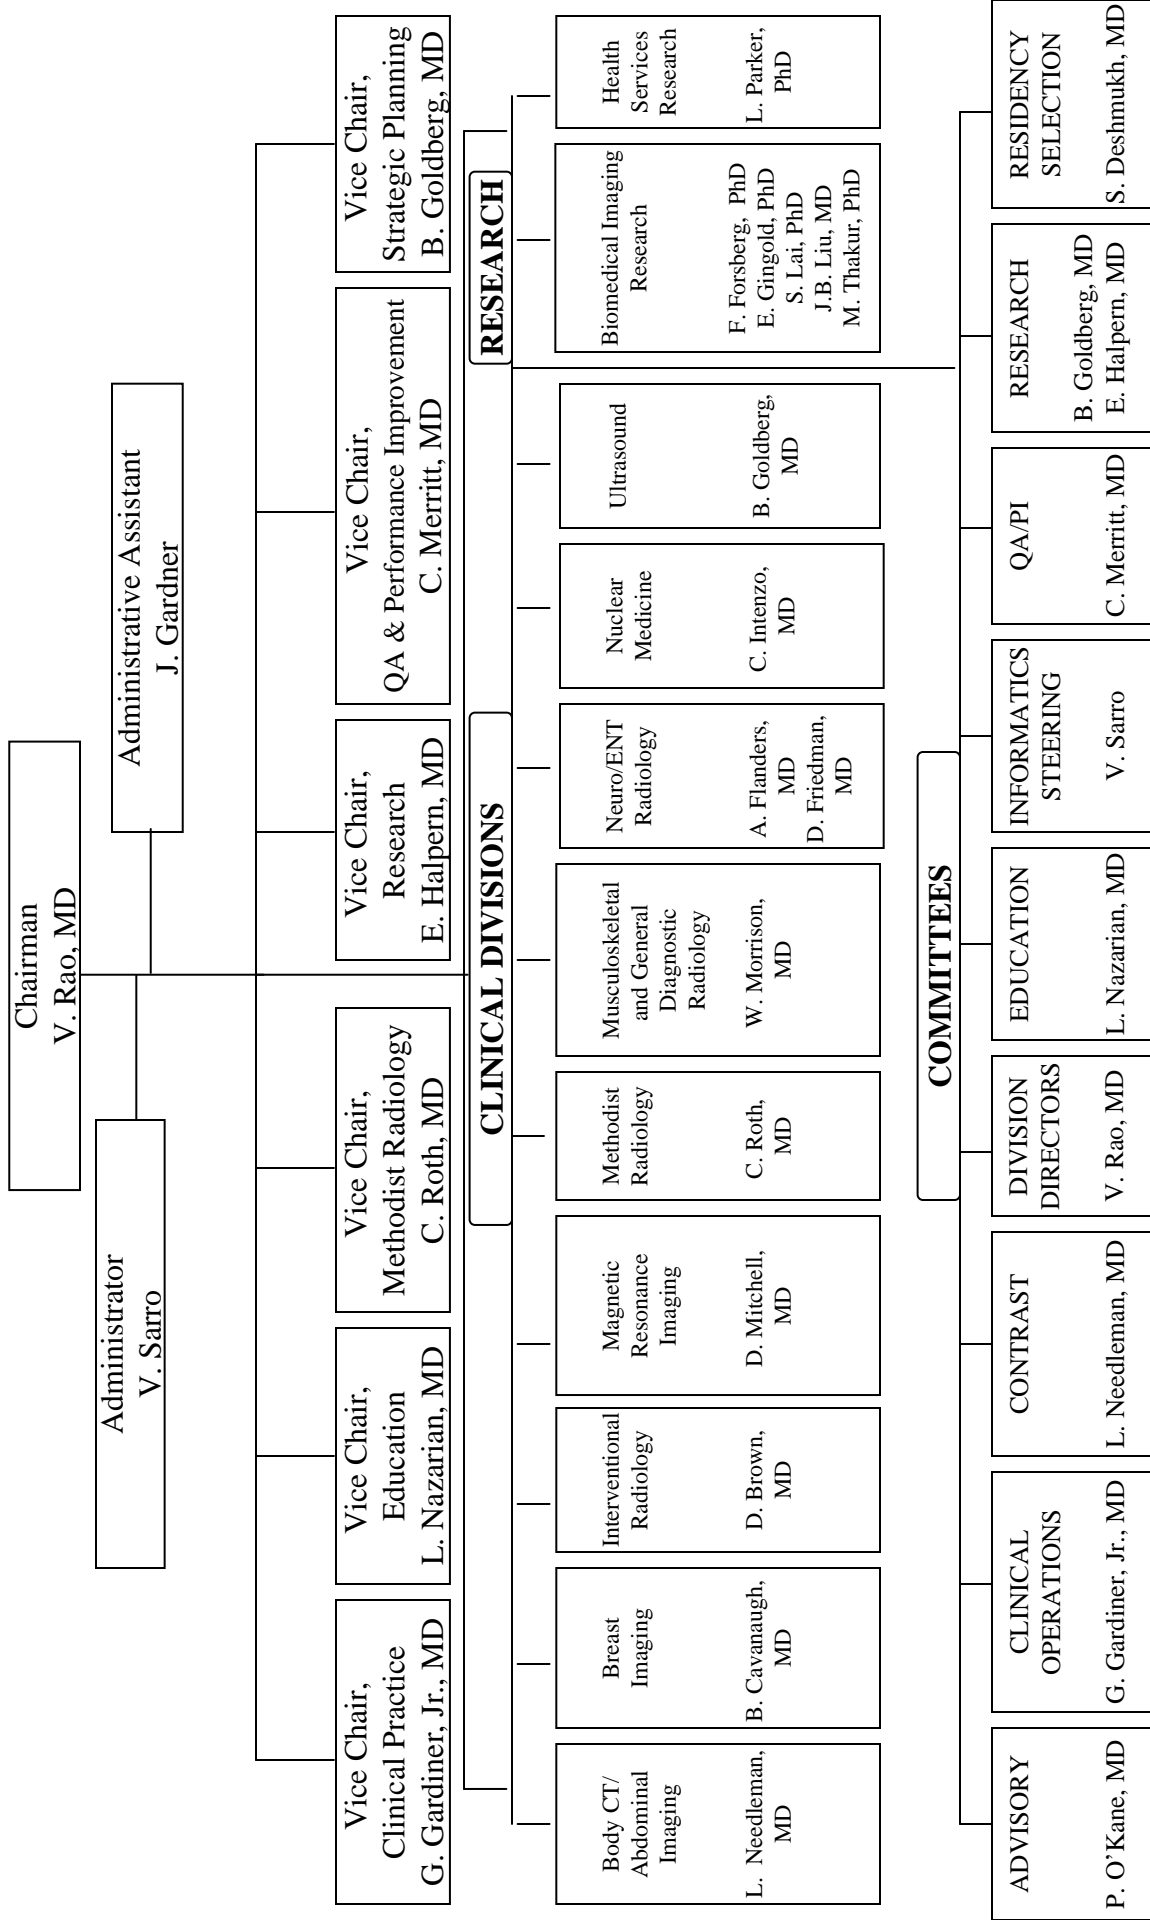 Chairman
V. Rao, MD
Administrator
V. Sarro
Administrative Assistant
J. Gardner
Vice Chair,
Clinical Practice
G. Gardiner, Jr., MD
Vice Chair,
Education
L. Nazarian, MD
Vice Chair,
Methodist Radiology
C. Roth, MD
Vice Chair,
Research
E. Halpern, MD
Vice Chair,
QA & Performance Improvement
C. Merritt, MD
Vice Chair,
Strategic Planning
B. Goldberg, MD
CLINICAL DIVISIONS
RESEARCH
Body CT/
Abdominal
Imaging
L. Needleman,
MD
Breast
Imaging
B. Cavanaugh,
MD
Interventional
Radiology
D. Brown,
MD
Magnetic
Resonance
Imaging
D. Mitchell,
MD
Methodist
Radiology
C. Roth,
MD
Musculoskeletal
and General
Diagnostic
Radiology
W. Morrison,
MD
Neuro/ENT
Radiology
A. Flanders,
MD
D. Friedman,
MD
Nuclear
Medicine
C. Intenzo,
MD
Ultrasound
B. Goldberg,
MD
Biomedical Imaging
Research
F. Forsberg, PhD
E. Gingold, PhD
S. Lai, PhD
J.B. Liu, MD
M. Thakur, PhD
Health
Services
Research
L. Parker,
PhD
COMMITTEES
ADVISORY
P. O'Kane, MD
CLINICAL
OPERATIONS
G. Gardiner, Jr., MD
CONTRAST
L. Needleman, MD
DIVISION
DIRECTORS
V. Rao, MD
EDUCATION
L. Nazarian, MD
INFORMATICS
STEERING
V. Sarro
QA/PI
C. Merritt, MD
RESEARCH
B. Goldberg, MD
E. Halpern, MD
RESIDENCY
SELECTION
S. Deshmukh, MD